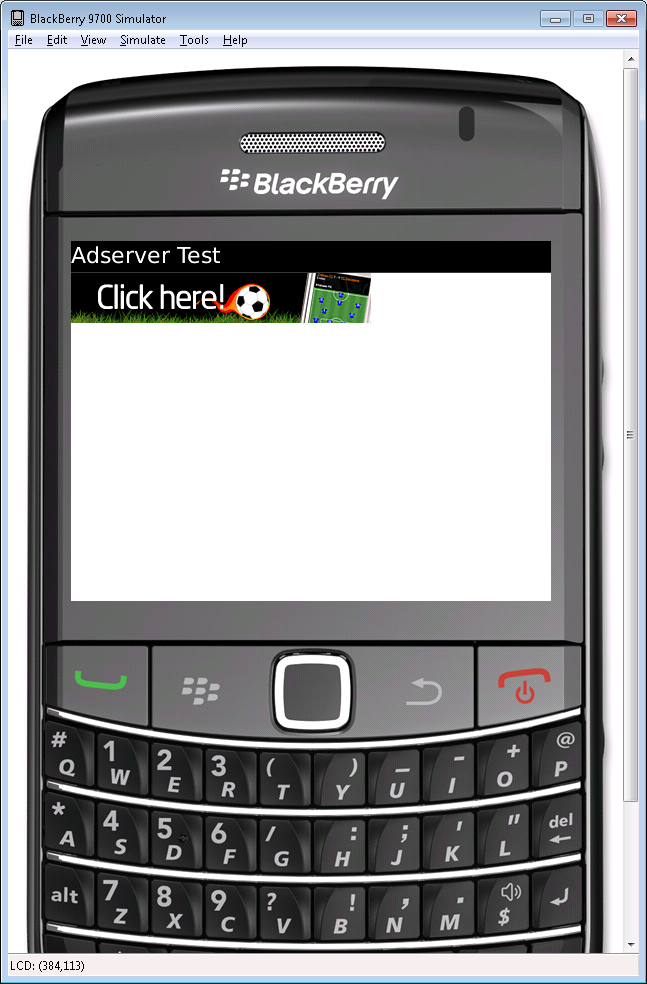 BlackBerry 9700 Simulator
File Edit View Simulate Tools Help
BlackBerry
Adserver Test
Click here!
# 1 2 3 ( ) _ - + @
Q W E R T Y U I O P
* 4 5 6 / : ; ' " del
A S D F G H J K L
alt 7 8 9 ? ! , .
Z X C V B N M $
LCD: (384,113)